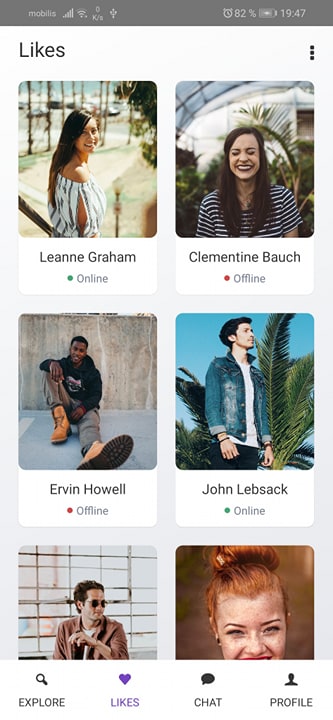 mobilis 0 K/s 82 % 19:47
Likes
Leanne Graham
Clementine Bauch
Online
Offline
Ervin Howell
John Lebsack
Offline
Online
EXPLORE
LIKES
CHAT
PROFILE